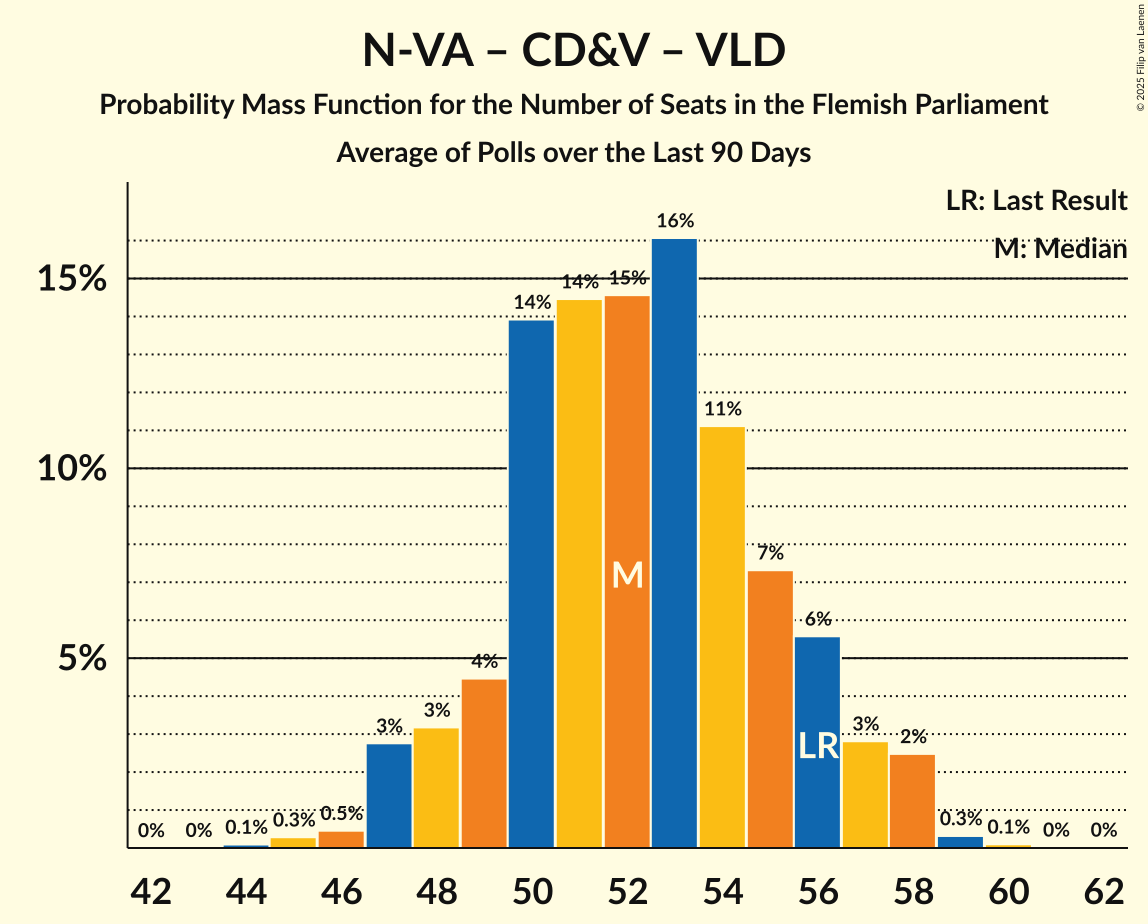 N-VA – CD&V – VLD
Probability Mass Function for the Number of Seats in the Flemish Parliament
Average of Polls over the Last 90 Days
© 2025 Filip van Laenen
LR: Last Result
M: Median
15%
10%
5%
0%
0%
0.1%
0.3%
0.5%
3%
3%
4%
14%
14%
15%
16%
11%
7%
6%
3%
2%
0.3%
0.1%
0%
0%
M
LR
42 44 46 48 50 52 54 56 58 60 62